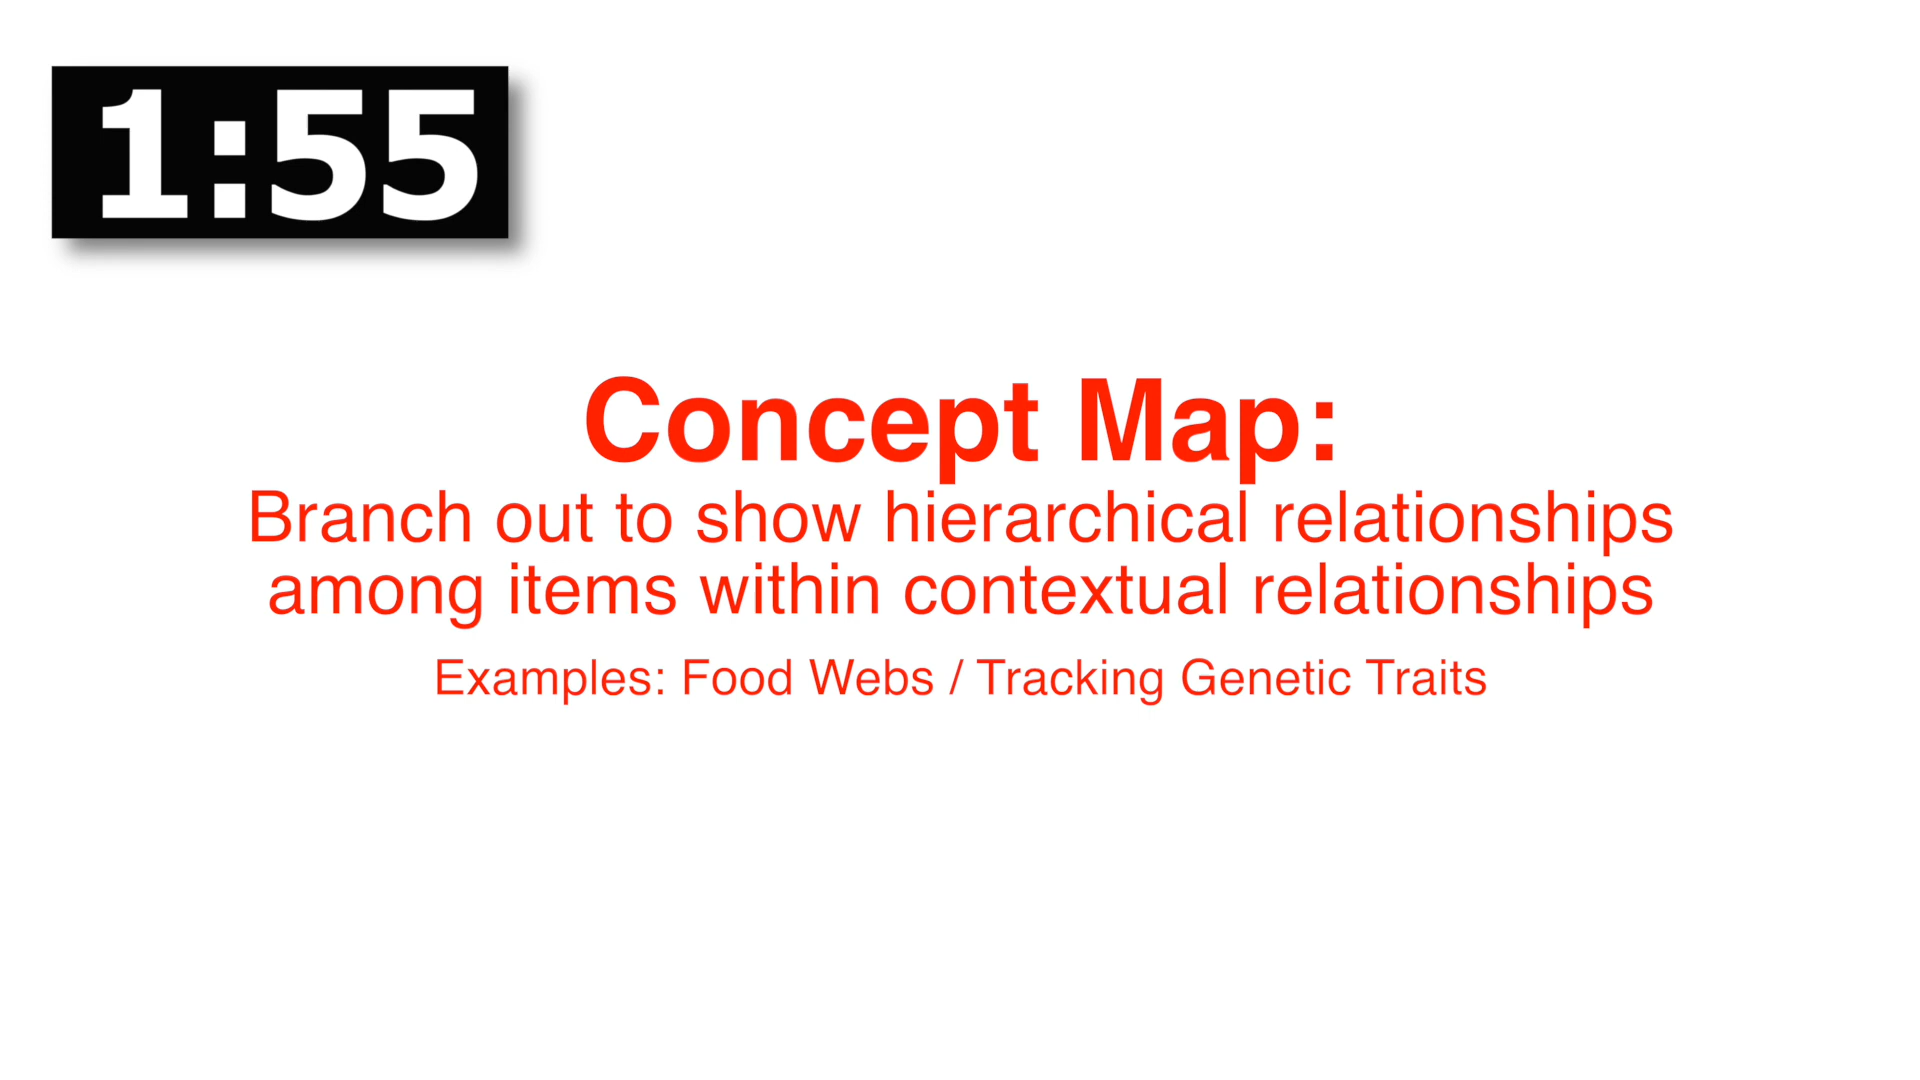 1:55
Concept Map:
Branch out to show hierarchical relationships
among items within contextual relationships
Examples: Food Webs / Tracking Genetic Traits